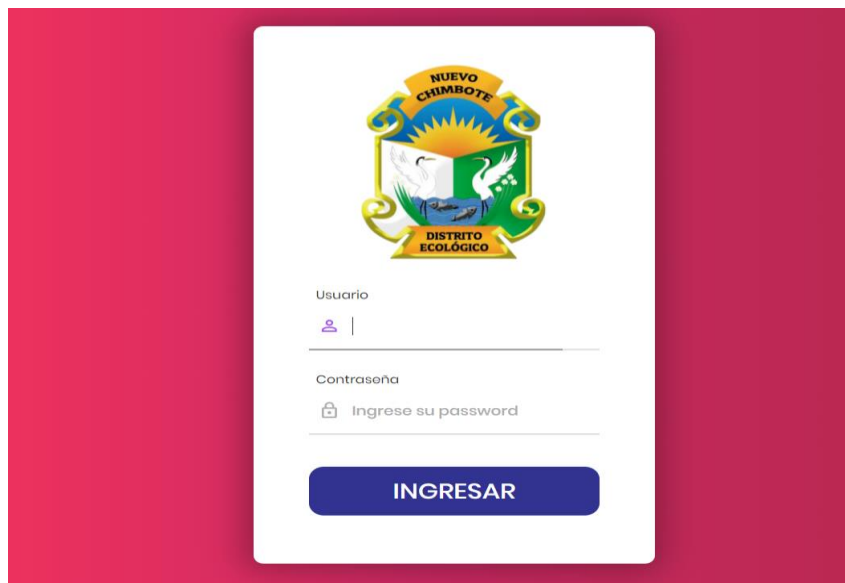 NUEVO
CHIMBOTE
DISTRITO
ECOLÓGICO
Usuario
Contraseña
Ingrese su password
INGRESAR